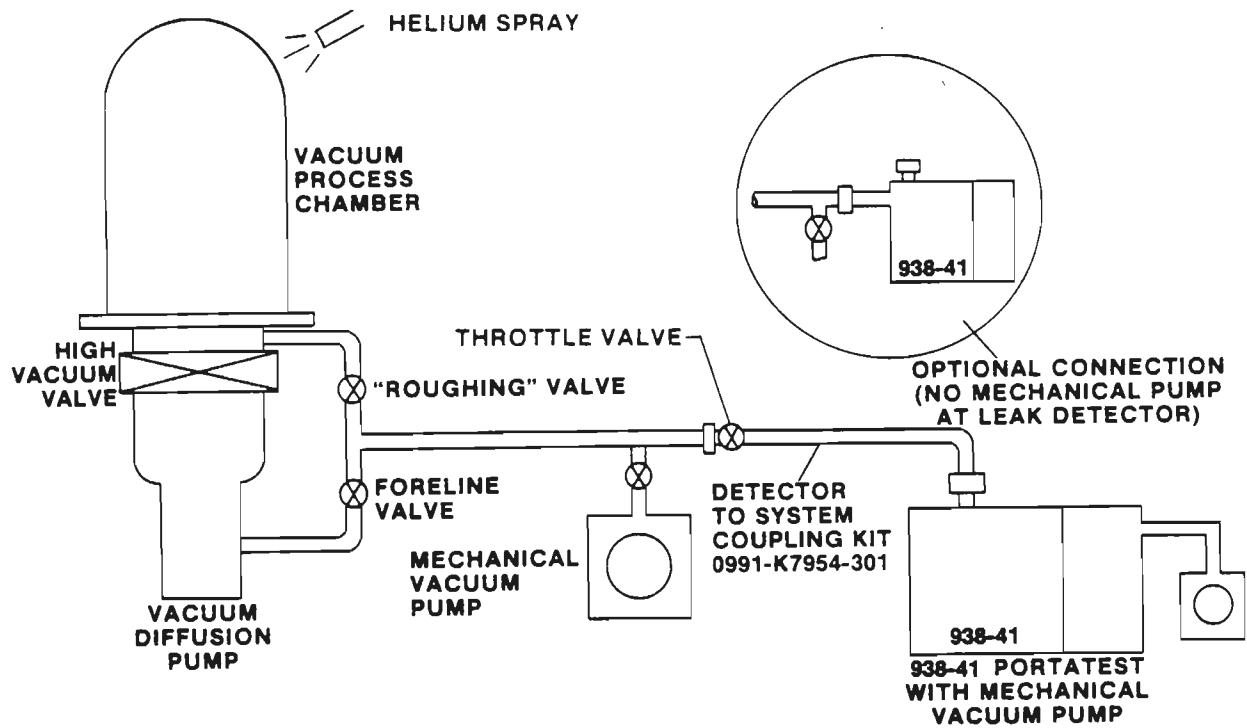 HELIUM SPRAY
VACUUM
PROCESS
CHAMBER
938-41
THROTTLE VALVE
OPTIONAL CONNECTION
(NO MECHANICAL PUMP
AT LEAK DETECTOR)
HIGH
VACUUM
VALVE
"ROUGHING" VALVE
FORELINE
VALVE
DETECTOR
TO SYSTEM
COUPLING KIT
0991-K7954-301
MECHANICAL
VACUUM
PUMP
VACUUM
DIFFUSION
PUMP
938-41
938-41 PORTATEST
WITH MECHANICAL
VACUUM PUMP